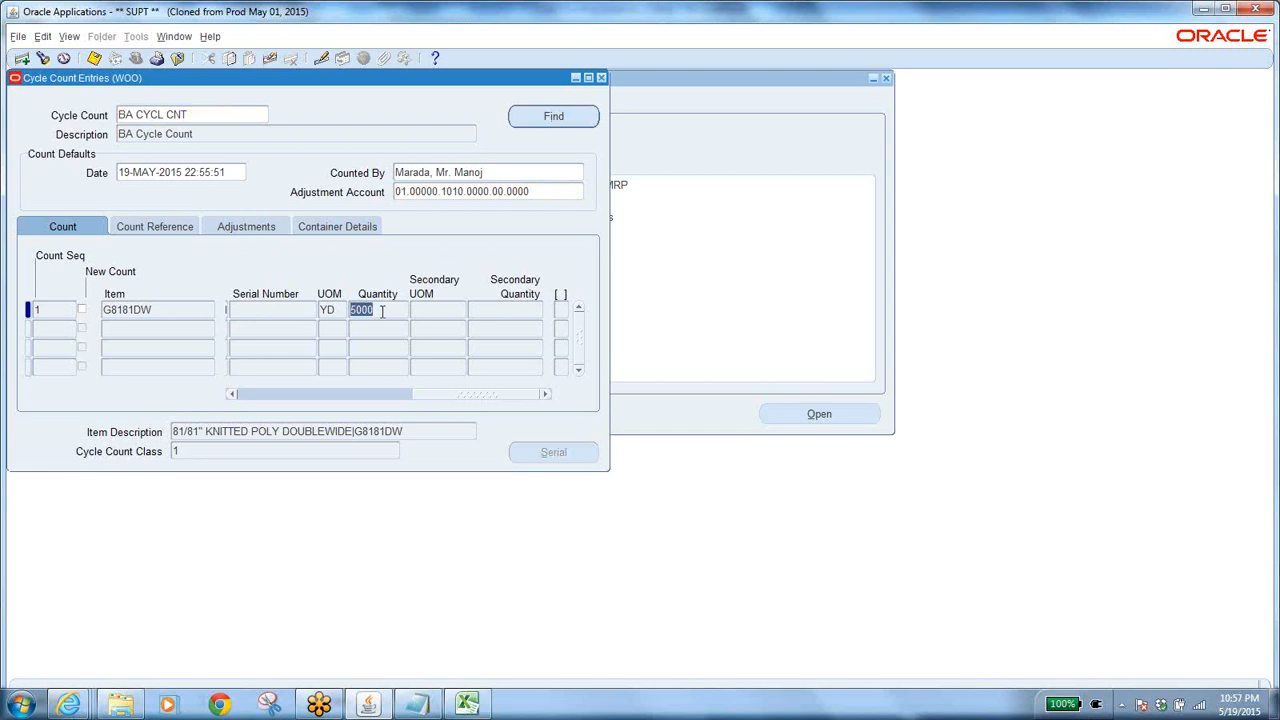 Oracle Applications - ** SUPT ** (Cloned from Prod May 01, 2015)
File Edit View Folder Tools Window Help
ORACLE
Cycle Count Entries (WOO)
Cycle Count BA CYCL CNT
Find
Description BA Cycle Count
Count Defaults
Date 19-MAY-2015 22:55:51
Counted By Marada, Mr. Manoj
Adjustment Account 01.00000.1010.0000.00.0000
MRP
s
Count Count Reference Adjustments Container Details
Count Seq
New Count
Item
Serial Number
UOM
Quantity
Secondary UOM
Secondary Quantity
[ ]
1 G8181DW YD 5000
Open
Item Description 81/81" KNITTED POLY DOUBLEWIDE|G8181DW
Cycle Count Class 1
Serial
100%
10:57 PM
5/19/2015